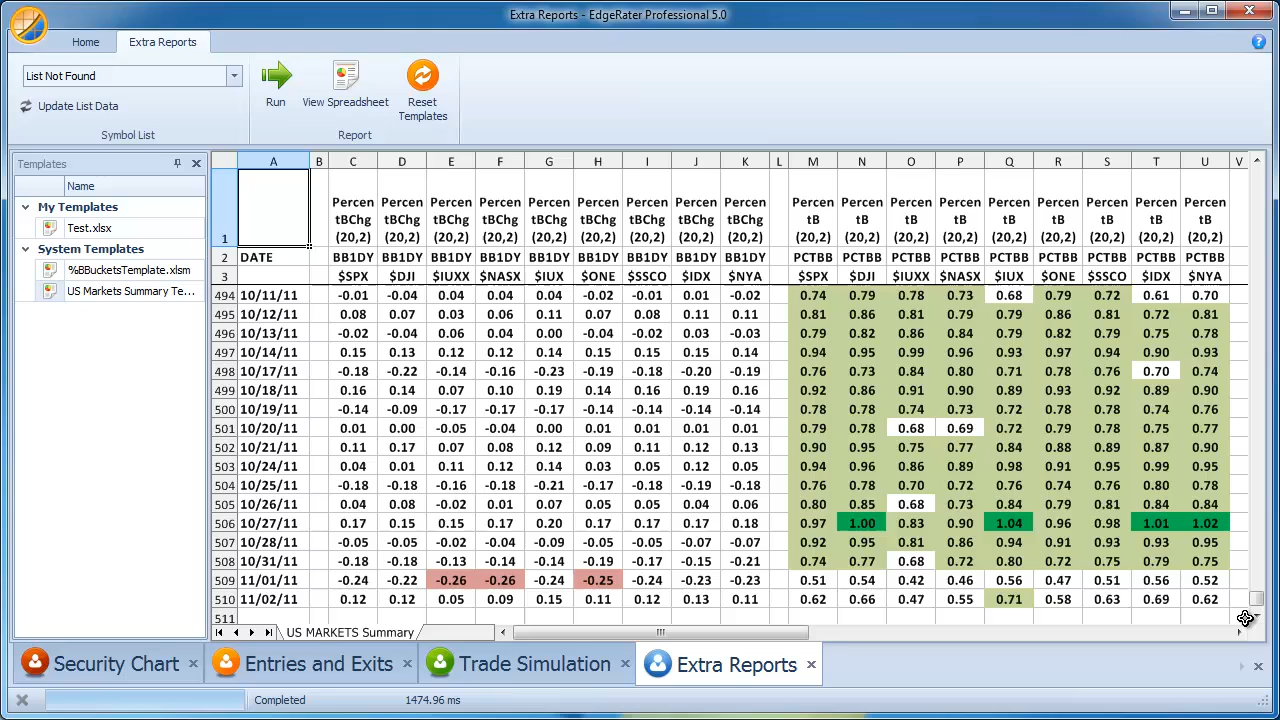 Extra Reports - EdgeRater Professional 5.0
Home
Extra Reports
List Not Found
Update List Data
Symbol List
Run
View Spreadsheet
Reset
Templates
Report
Templates
Name
My Templates
Test.xlsx
System Templates
%BBucketsTemplate.xlsm
US Markets Summary Te...
A B C D E F G H I J K L M N O P Q R S T U V
Percen Percen Percen Percen Percen Percen Percen Percen Percen Percen Percen Percen Percen Percen Percen Percen Percen Percen
tBChg tBChg tBChg tBChg tBChg tBChg tBChg tBChg tBChg tB tB tB tB tB tB tB tB tB
1 (20,2) (20,2) (20,2) (20,2) (20,2) (20,2) (20,2) (20,2) (20,2) (20,2) (20,2) (20,2) (20,2) (20,2) (20,2) (20,2) (20,2) (20,2)
2 DATE BB1DY BB1DY BB1DY BB1DY BB1DY BB1DY BB1DY BB1DY BB1DY PCTBB PCTBB PCTBB PCTBB PCTBB PCTBB PCTBB PCTBB PCTBB
3 $SPX $DJI $IUXX $NASX $IUX $ONE $SSCO $IDX $NYA $SPX $DJI $IUXX $NASX $IUX $ONE $SSCO $IDX $NYA
494 10/11/11 -0.01 -0.04 0.04 0.04 0.04 -0.02 -0.01 0.01 -0.02 0.74 0.79 0.78 0.73 0.68 0.79 0.72 0.61 0.70
495 10/12/11 0.08 0.07 0.03 0.06 0.11 0.07 0.08 0.11 0.11 0.81 0.86 0.81 0.79 0.79 0.86 0.81 0.72 0.81
496 10/13/11 -0.02 -0.04 0.06 0.04 0.00 -0.04 -0.02 0.03 -0.03 0.79 0.82 0.86 0.84 0.79 0.82 0.79 0.75 0.78
497 10/14/11 0.15 0.13 0.12 0.12 0.14 0.15 0.15 0.15 0.14 0.94 0.95 0.99 0.96 0.93 0.97 0.94 0.90 0.93
498 10/17/11 -0.18 -0.22 -0.14 -0.16 -0.23 -0.19 -0.18 -0.20 -0.19 0.76 0.73 0.84 0.80 0.71 0.78 0.76 0.70 0.74
499 10/18/11 0.16 0.14 0.07 0.10 0.19 0.14 0.16 0.19 0.16 0.92 0.86 0.91 0.90 0.89 0.93 0.92 0.89 0.90
500 10/19/11 -0.14 -0.09 -0.17 -0.17 -0.17 -0.14 -0.14 -0.14 -0.14 0.78 0.78 0.74 0.73 0.72 0.78 0.78 0.74 0.76
501 10/20/11 0.01 0.00 -0.05 -0.04 0.00 0.01 0.01 0.01 0.01 0.79 0.78 0.68 0.69 0.72 0.79 0.78 0.75 0.77
502 10/21/11 0.11 0.17 0.07 0.08 0.12 0.09 0.11 0.12 0.13 0.90 0.95 0.75 0.77 0.84 0.88 0.89 0.87 0.90
503 10/24/11 0.04 0.01 0.11 0.12 0.14 0.03 0.05 0.12 0.05 0.94 0.96 0.86 0.89 0.98 0.91 0.95 0.99 0.95
504 10/25/11 -0.18 -0.18 -0.16 -0.18 -0.21 -0.17 -0.18 -0.19 -0.18 0.76 0.78 0.70 0.72 0.76 0.74 0.76 0.80 0.78
505 10/26/11 0.04 0.08 -0.02 0.01 0.07 0.05 0.05 0.04 0.06 0.80 0.85 0.68 0.73 0.84 0.79 0.81 0.84 0.84
506 10/27/11 0.17 0.15 0.15 0.17 0.20 0.17 0.17 0.17 0.18 0.97 1.00 0.83 0.90 1.04 0.96 0.98 1.01 1.02
507 10/28/11 -0.05 -0.05 -0.02 -0.04 -0.09 -0.05 -0.05 -0.07 -0.07 0.92 0.95 0.81 0.86 0.94 0.91 0.93 0.93 0.95
508 10/31/11 -0.18 -0.18 -0.13 -0.14 -0.14 -0.19 -0.17 -0.15 -0.21 0.74 0.77 0.68 0.72 0.80 0.72 0.75 0.79 0.75
509 11/01/11 -0.24 -0.22 -0.26 -0.26 -0.24 -0.25 -0.24 -0.23 -0.23 0.51 0.54 0.42 0.46 0.56 0.47 0.51 0.56 0.52
510 11/02/11 0.12 0.12 0.05 0.09 0.15 0.11 0.12 0.13 0.11 0.62 0.66 0.47 0.55 0.71 0.58 0.63 0.69 0.62
511
US MARKETS Summary
Security Chart
Entries and Exits
Trade Simulation
Extra Reports
Completed
1474.96 ms